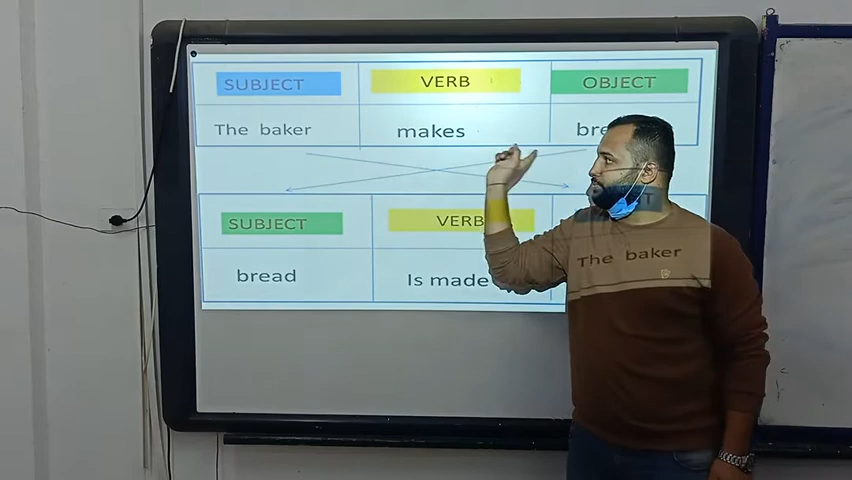 SUBJECT VERB OBJECT
The baker makes
SUBJECT VERB
bread Is made The baker